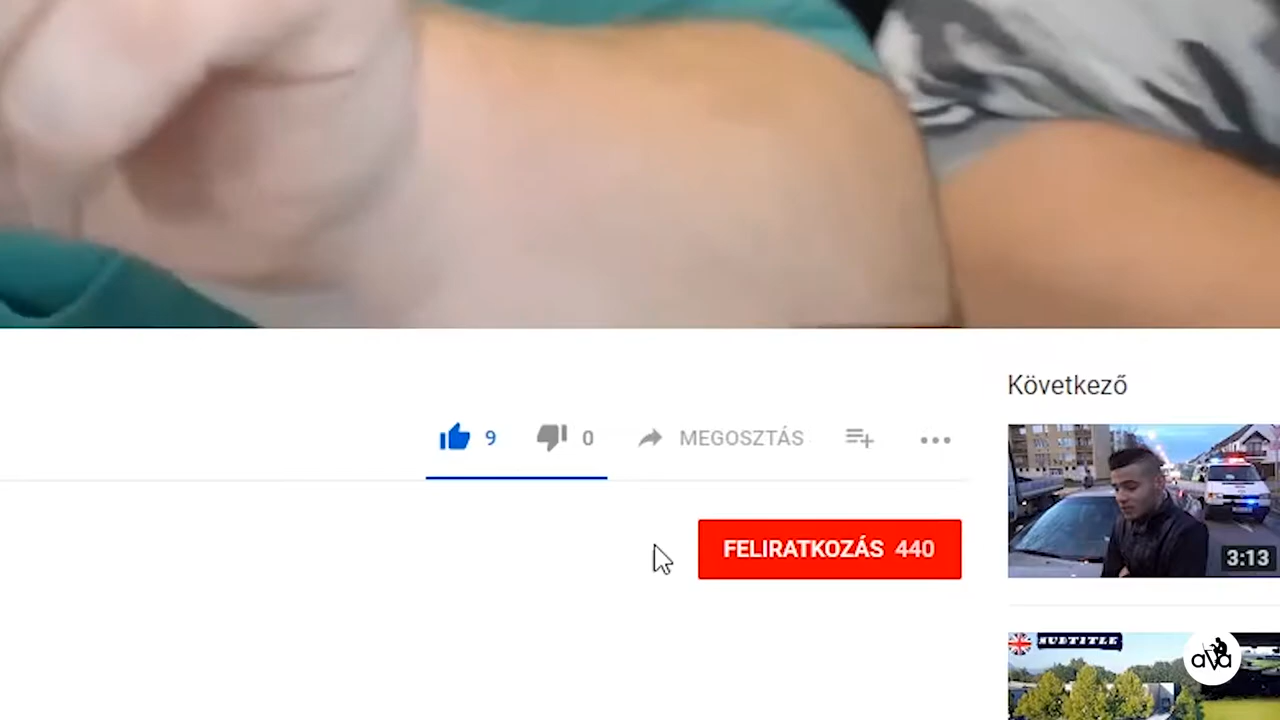 Következő
9 0 MEGOSZTÁS
FELIRATKOZÁS 440
3:13
SUBTITLE
ava